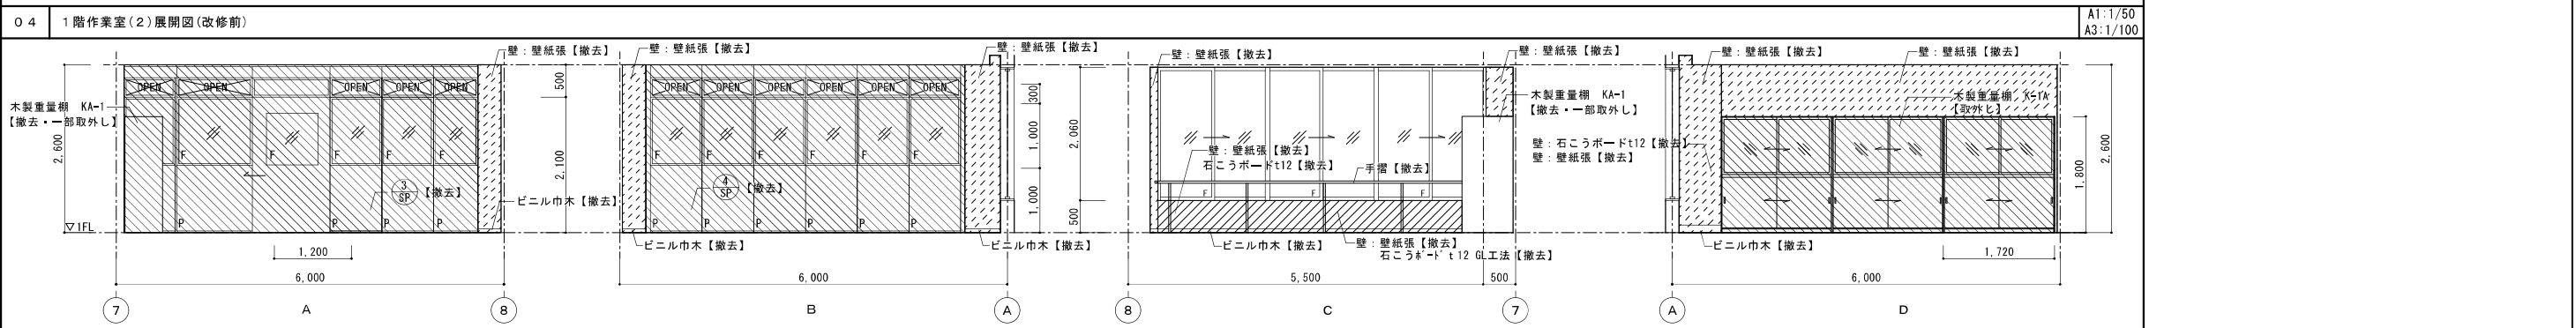 04　1階作業室(2)展開図(改修前)
A1:1/50
A3:1/100
壁：壁紙張【撤去】
OPEN OPEN OPEN OPEN OPEN
木製重量棚 KA-1
【撤去・一部取外し】
2,600
F F F F F
3
SP
【撤去】
P P P P
ビニル巾木【撤去】
▽1FL
500
2,100
1,200
6,000
7 A 8
壁：壁紙張【撤去】
壁：壁紙張【撤去】
OPEN OPEN OPEN OPEN OPEN OPEN
F F F F F F
4
SP
【撤去】
P P P P P P
ビニル巾木【撤去】
ビニル巾木【撤去】
300
1,000
1,000
6,000
B A
壁：壁紙張【撤去】
壁：壁紙張【撤去】
木製重量棚 KA-1
【撤去・一部取外し】
2,060
500
壁：壁紙張【撤去】
石こうボードt12【撤去】
手摺【撤去】
F F F
ビニル巾木【撤去】
壁：壁紙張【撤去】
石こうボードt12 GL工法【撤去】
5,500
500
8 C 7
壁：壁紙張【撤去】
壁：壁紙張【撤去】
木製重量棚 K-1A
【取外し】
壁：石こうボードt12【撤去】
壁：壁紙張【撤去】
ビニル巾木【撤去】
1,800
2,600
1,720
6,000
A D